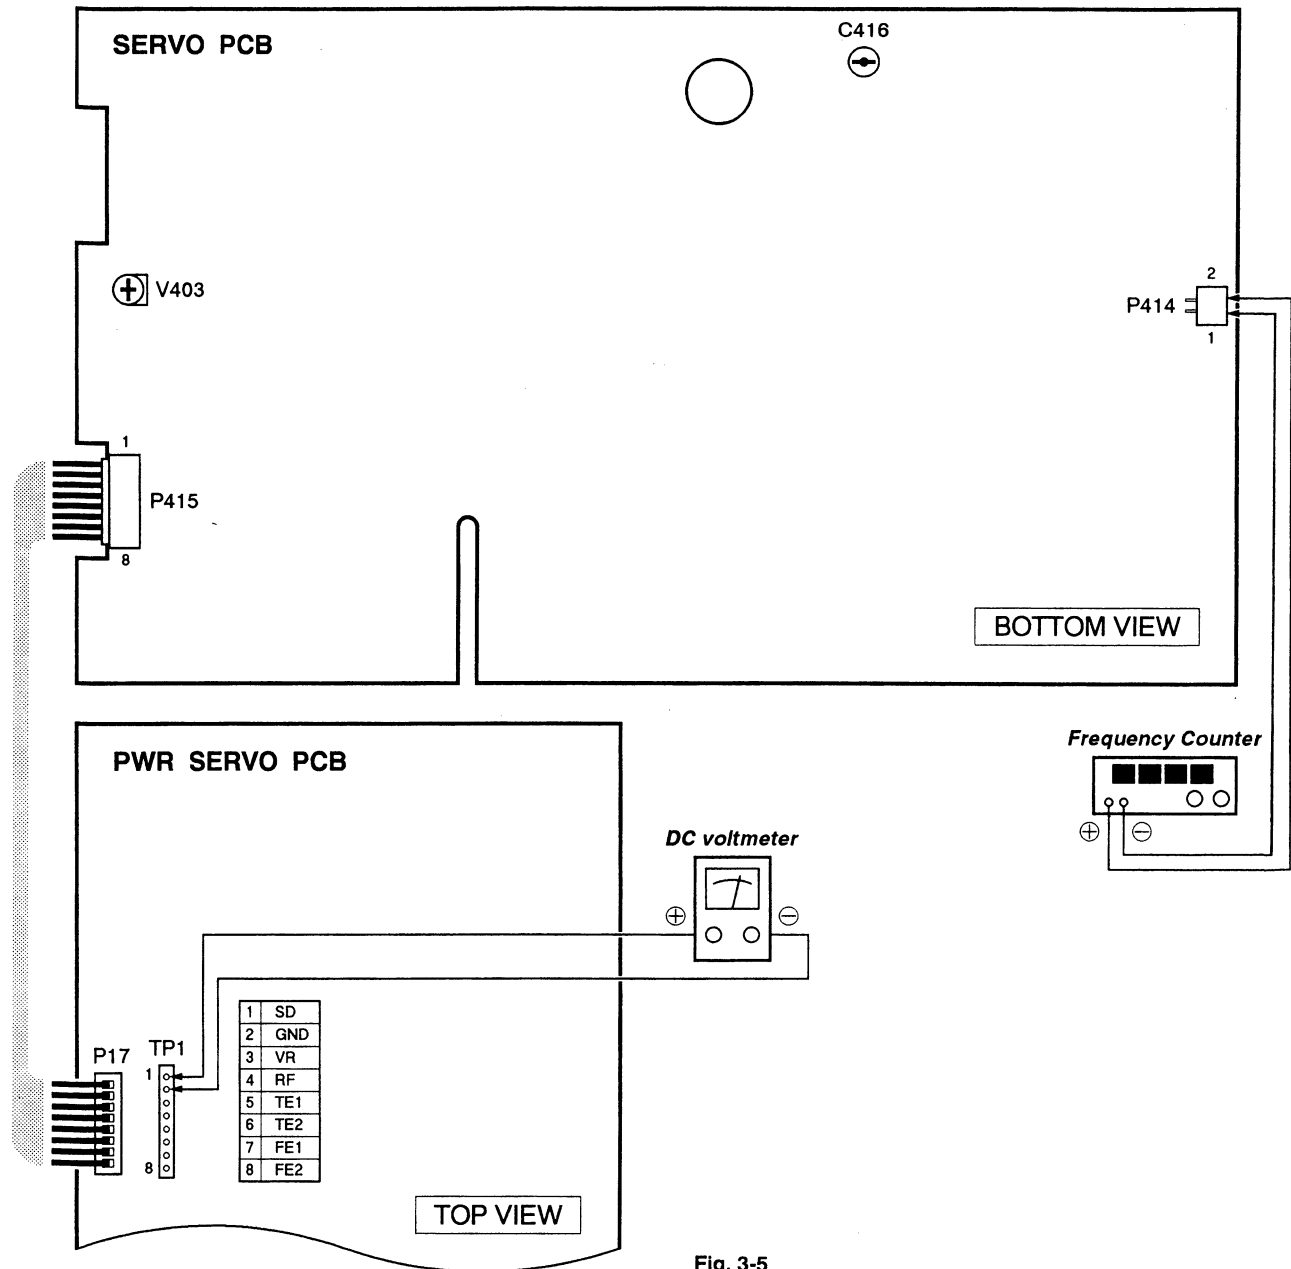 SERVO PCB
C416
V403
2
P414
1
1
P415
8
BOTTOM VIEW
PWR SERVO PCB
Frequency Counter
⊕ ⊖
DC voltmeter
⊕ ⊖
P17
TP1
1
8
1 SD
2 GND
3 VR
4 RF
5 TE1
6 TE2
7 FE1
8 FE2
TOP VIEW
Fig. 3-5